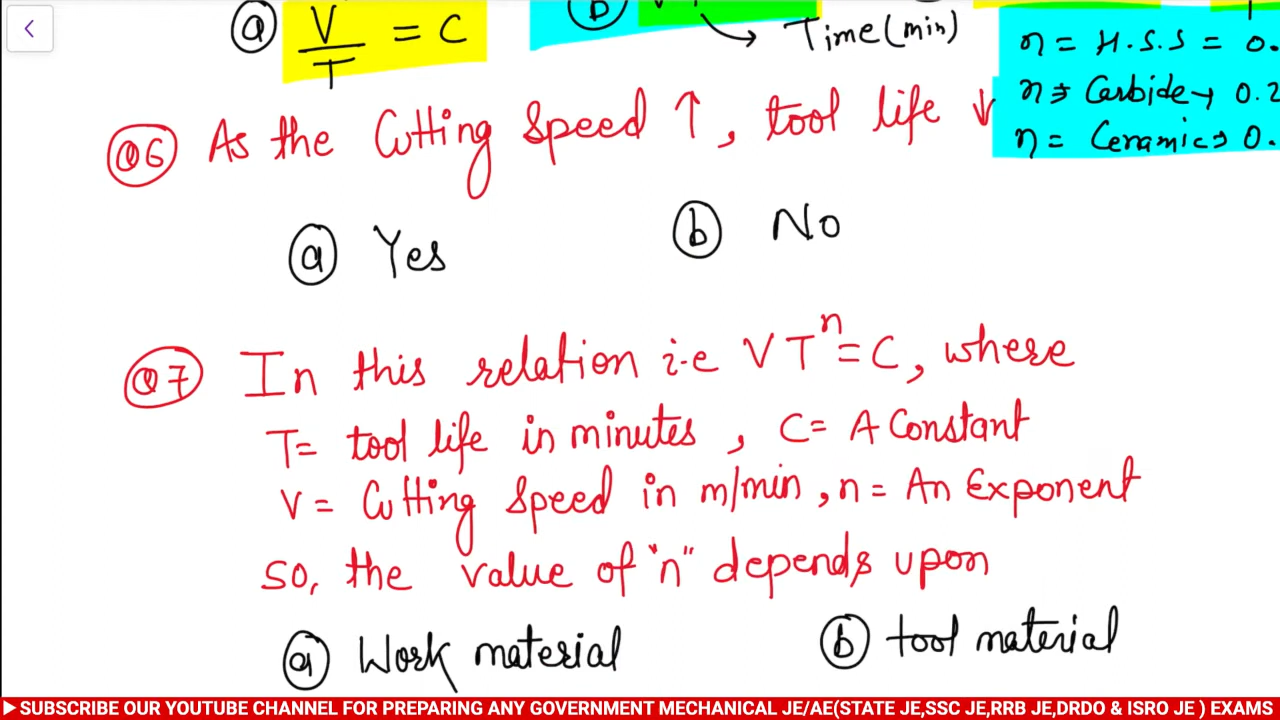 (a) V/T = C
(b)
Time (min)
η = H.S.S = 0.
η ⇒ Carbide → 0.2
η = Ceramic ⇒ 0.
Q6 As the Cutting Speed ↑, tool life ↓
(a) Yes (b) No
Q7 In this relation i.e VTⁿ = C, where
T = tool life in minutes, C = A Constant
V = Cutting Speed in m/min, n = An Exponent
so, the value of "n" depends upon
(a) Work material (b) tool material
▶ SUBSCRIBE OUR YOUTUBE CHANNEL FOR PREPARING ANY GOVERNMENT MECHANICAL JE/AE(STATE JE,SSC JE,RRB JE,DRDO & ISRO JE ) EXAMS